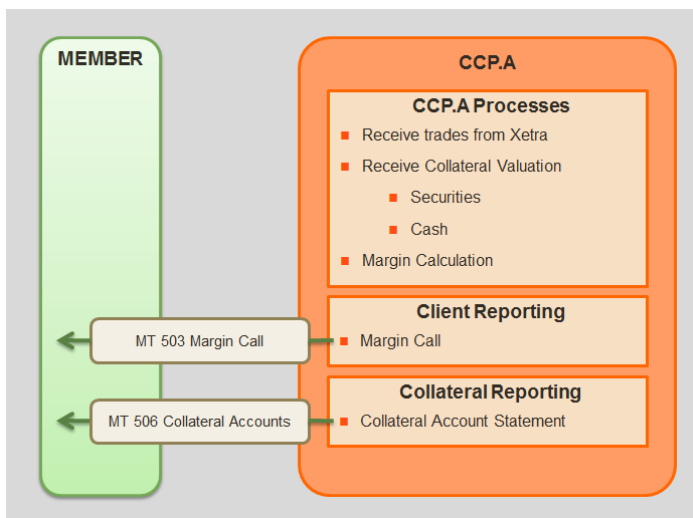 MEMBER
CCP.A
CCP.A Processes
Receive trades from Xetra
Receive Collateral Valuation
Securities
Cash
Margin Calculation
Client Reporting
MT 503 Margin Call
Margin Call
Collateral Reporting
MT 506 Collateral Accounts
Collateral Account Statement